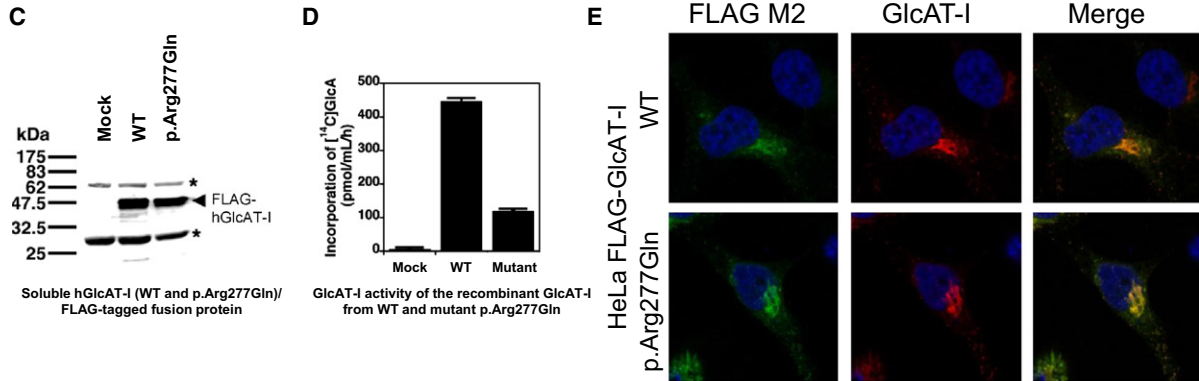 C
Mock
WT
p.Arg277Gln
kDa
175
83
62
47.5
32.5
25
*
FLAG-
hGlcAT-I
*
Soluble hGlcAT-I (WT and p.Arg277Gln)/
FLAG-tagged fusion protein
D
Incorporation of [¹⁴C]GlcA
(pmol/mL/h)
500
400
300
200
100
0
Mock
WT
Mutant
GlcAT-I activity of the recombinant GlcAT-I
from WT and mutant p.Arg277Gln
E
FLAG M2
GlcAT-I
Merge
HeLa FLAG-GlcAT-I
WT
p.Arg277Gln